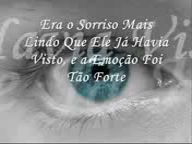 Era o Sorriso Mais
Lindo Que Ele Já Havia
Visto, e a Emoção Foi
Tão Forte